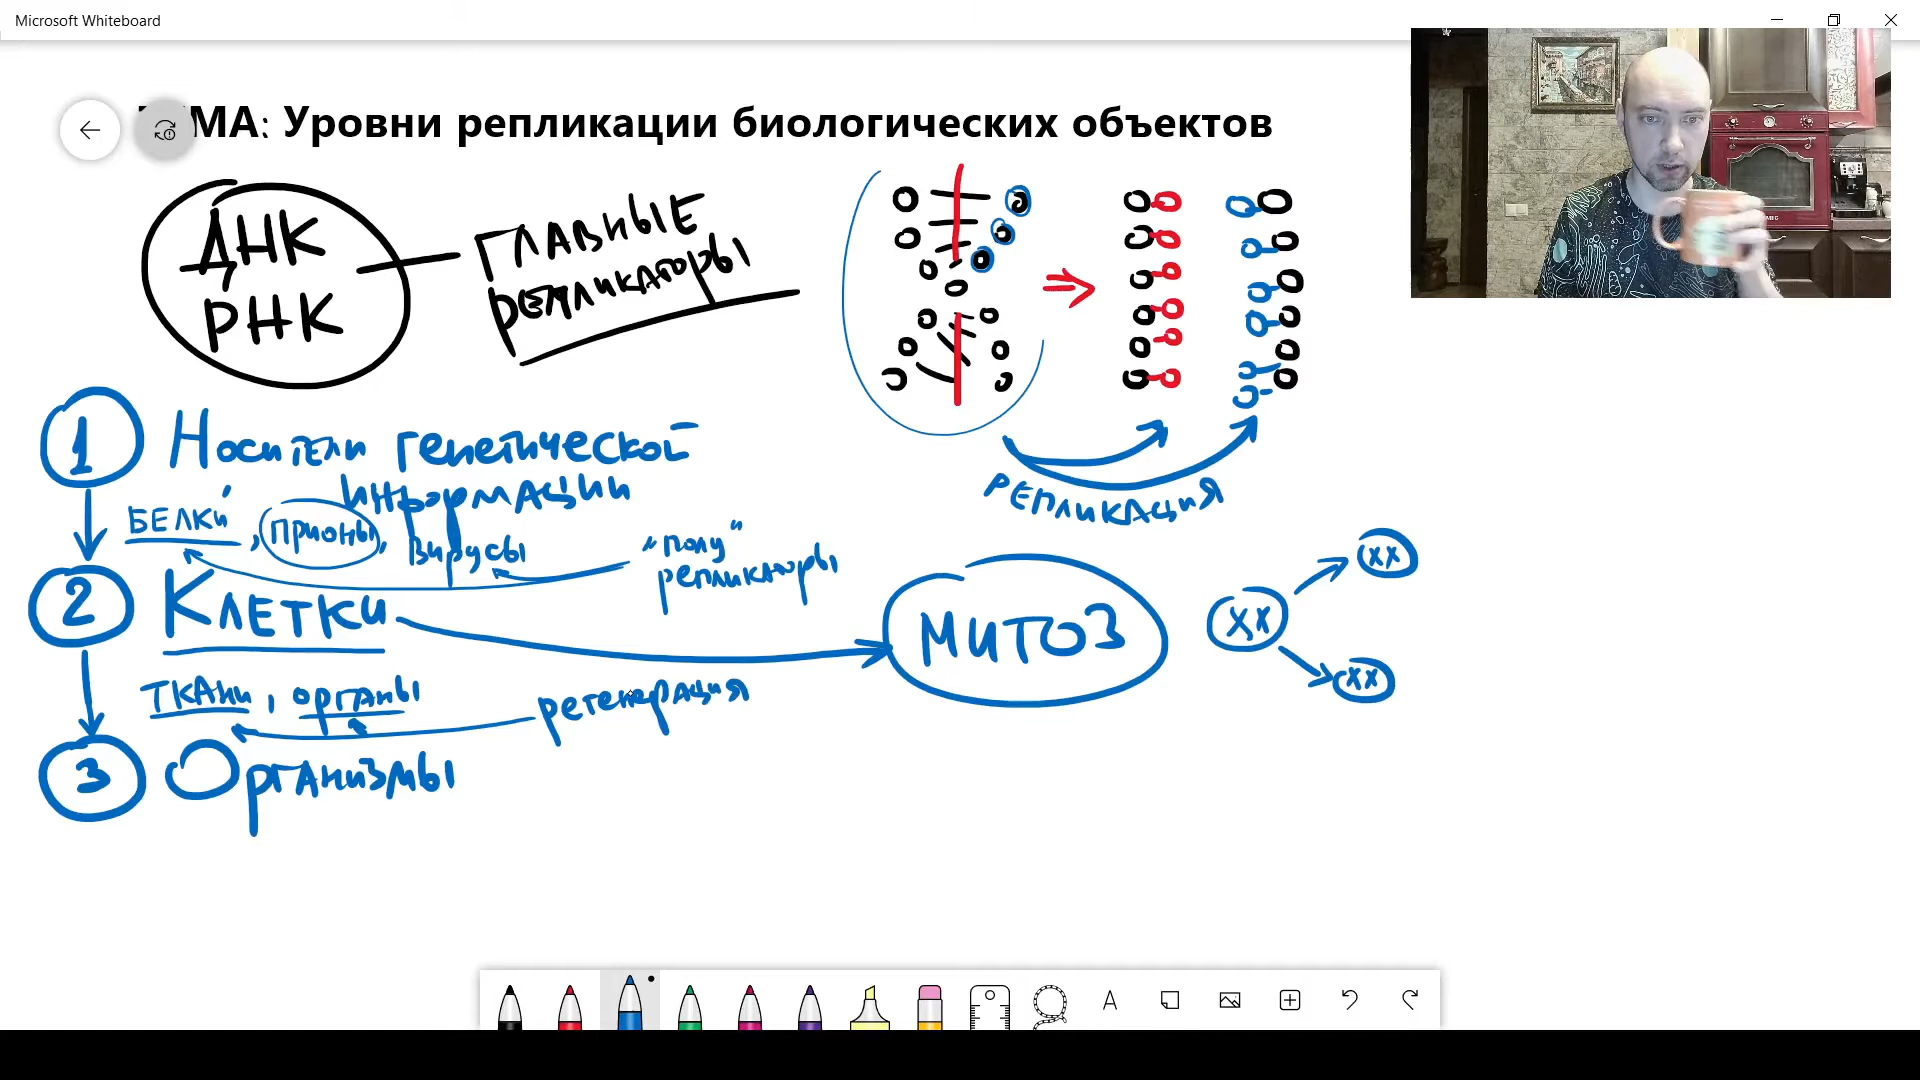 Microsoft Whiteboard
МА: Уровни репликации биологических объектов
ДНК
РНК
ГЛАВНЫЕ
РЕПЛИКАТОРЫ
1 Носители генетической
информации
БЕЛКИ, Прионы, Вирусы
"Полу"
репликаторы
РЕПЛИКАЦИЯ
2 КЛЕТКИ
МИТОЗ
XX
XX
XX
ТКАНИ, органы
регенерация
3 Организмы